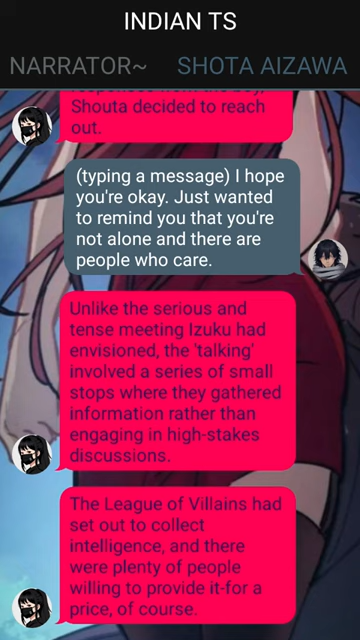 INDIAN TS
NARRATOR~ SHOTA AIZAWA
Shouta decided to reach
out.
(typing a message) I hope
you're okay. Just wanted
to remind you that you're
not alone and there are
people who care.
Unlike the serious and
tense meeting Izuku had
envisioned, the 'talking'
involved a series of small
stops where they gathered
information rather than
engaging in high-stakes
discussions.
The League of Villains had
set out to collect
intelligence, and there
were plenty of people
willing to provide it-for a
price, of course.